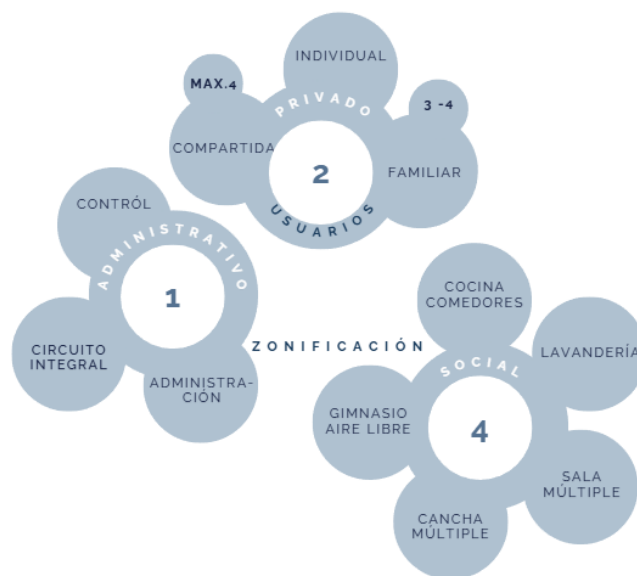 INDIVIDUAL
MAX.4
PRIVADO
3 -4
COMPARTIDA
2
FAMILIAR
USUARIOS
CONTRÓL
ADMINISTRATIVO
1
CIRCUITO
INTEGRAL
ADMINISTRA-
CIÓN
ZONIFICACIÓN
COCINA
COMEDORES
LAVANDERÍA
SOCIAL
GIMNASIO
AIRE LIBRE
4
SALA
MÚLTIPLE
CANCHA
MÚLTIPLE